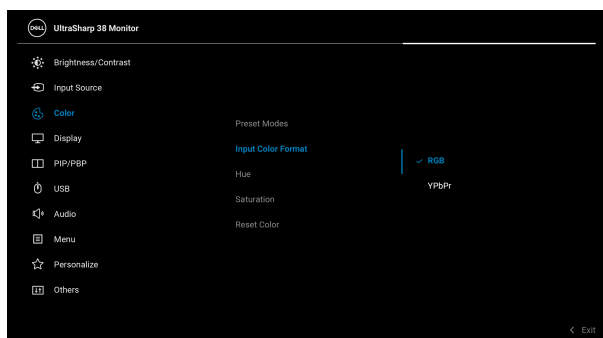 DELL
UltraSharp 38 Monitor
Brightness/Contrast
Input Source
Color
Display
PIP/PBP
USB
Audio
Menu
Personalize
Others
Preset Modes
Input Color Format
Hue
Saturation
Reset Color
RGB
YPbPr
Exit